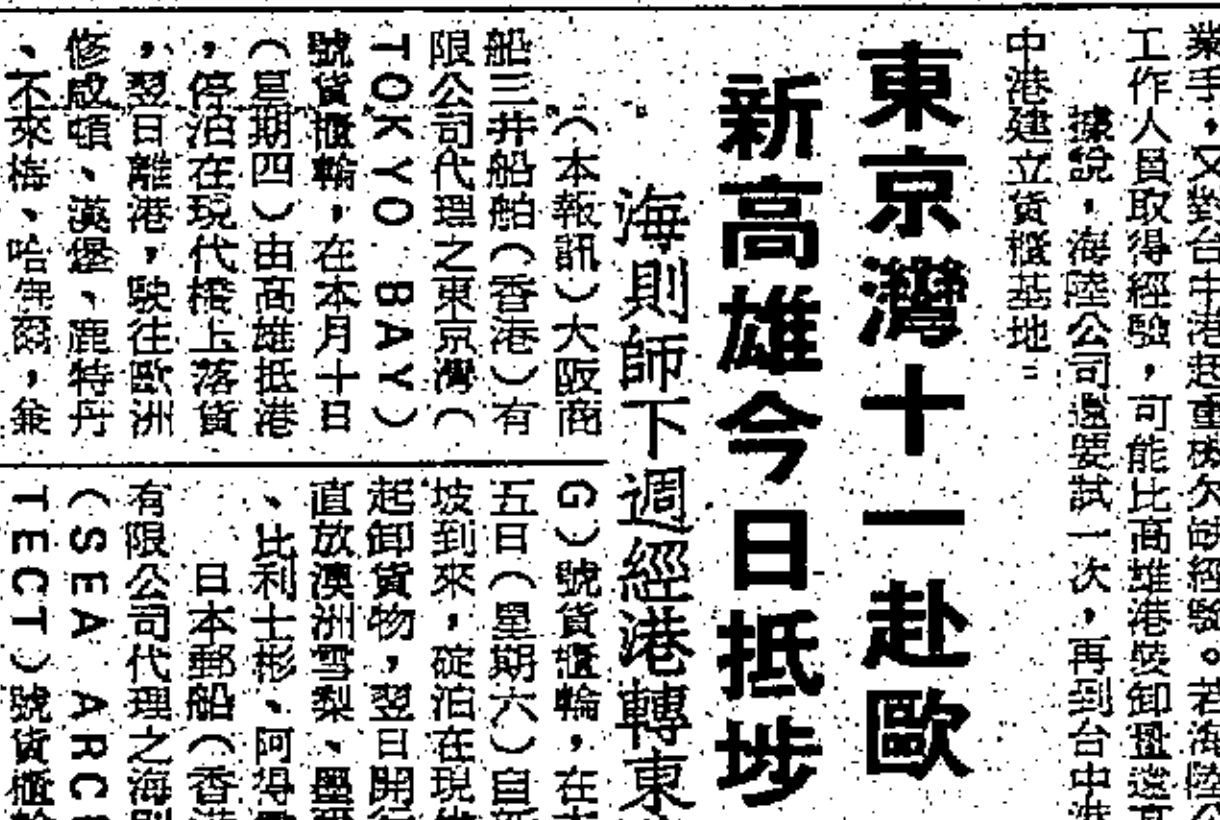 業手，又對台中港起重機欠缺經驗。若海陸公
工作人員取得經驗，可能比高雄港裝卸量遠高
據說，海陸公司還要試一次，再到台中港
中港建立貨櫃基地
東京灣十一赴歐
新高雄今日抵埗
海則師下週經港轉東
（本報訊）大阪商
船三井船舶（香港）有
限公司代理之東京灣（
TOKYO BAY）
號貨櫃輪，在本月十日
（星期四）由高雄抵港
，停泊在現代橋上落貨
，翌日離港，駛往歐洲
修咸頓、漢堡、鹿特丹
、不來梅、哈佛爾，兼
G）號貨櫃輪，在本
五日（星期六）自
坡到來，碇泊在現代
起卸貨物，翌日開行
直放澳洲雪梨、墨爾
、比利士彬、阿得
日本郵船（香港
有限公司代理之海則
（SEA ARC
TECT）號貨櫃輪